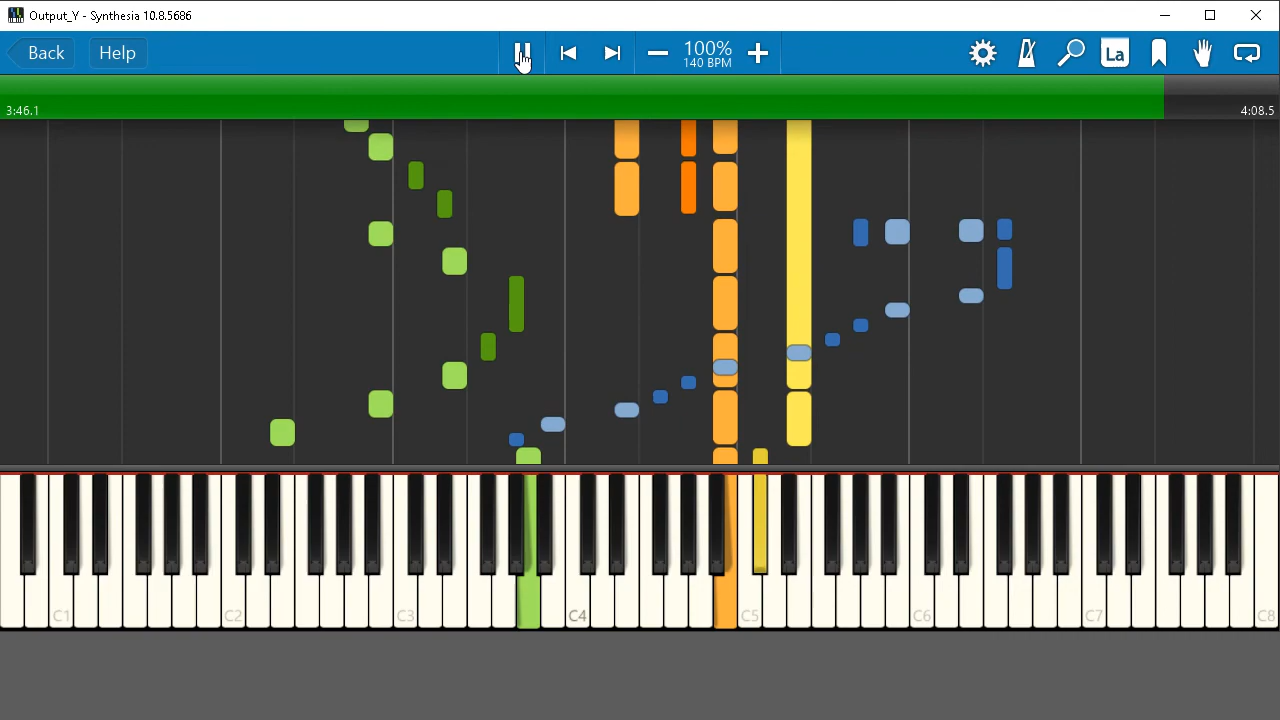 Output_Y - Synthesia 10.8.5686
Back
Help
100%
140 BPM
La
3:46.1
4:08.5
C1
C2
C3
C4
C5
C6
C7
C8